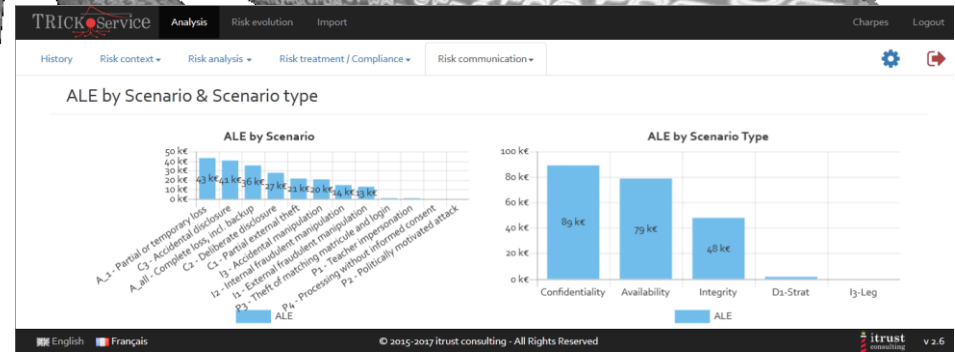 TRICK Service Analysis Risk evolution Import Charpes Logout
History Risk context Risk analysis Risk treatment / Compliance Risk communication
ALE by Scenario & Scenario type
ALE by Scenario
50 k€
40 k€
30 k€
20 k€
10 k€
0 k€
43 k€ 41 k€ 36 k€ 27 k€ 21 k€ 20 k€ 14 k€ 13 k€
A_1 - Partial or temporary loss
C3 - Accidental disclosure
A_all - Complete loss, incl. backup
C2 - Deliberate disclosure
C1 - Partial external theft
I3 - Accidental manipulation
I2 - Internal fraudulent manipulation
I1 - External fraudulent manipulation
P3 - Theft of matching matricule and login
P1 - Teacher impersonation
P4 - Processing without informed consent
P2 - Politically motivated attack
ALE
ALE by Scenario Type
100 k€
80 k€
60 k€
40 k€
20 k€
0 k€
89 k€ 79 k€ 48 k€
Confidentiality Availability Integrity D1-Strat I3-Leg
ALE
English Français © 2015-2017 itrust consulting - All Rights Reserved itrust consulting v 2.6